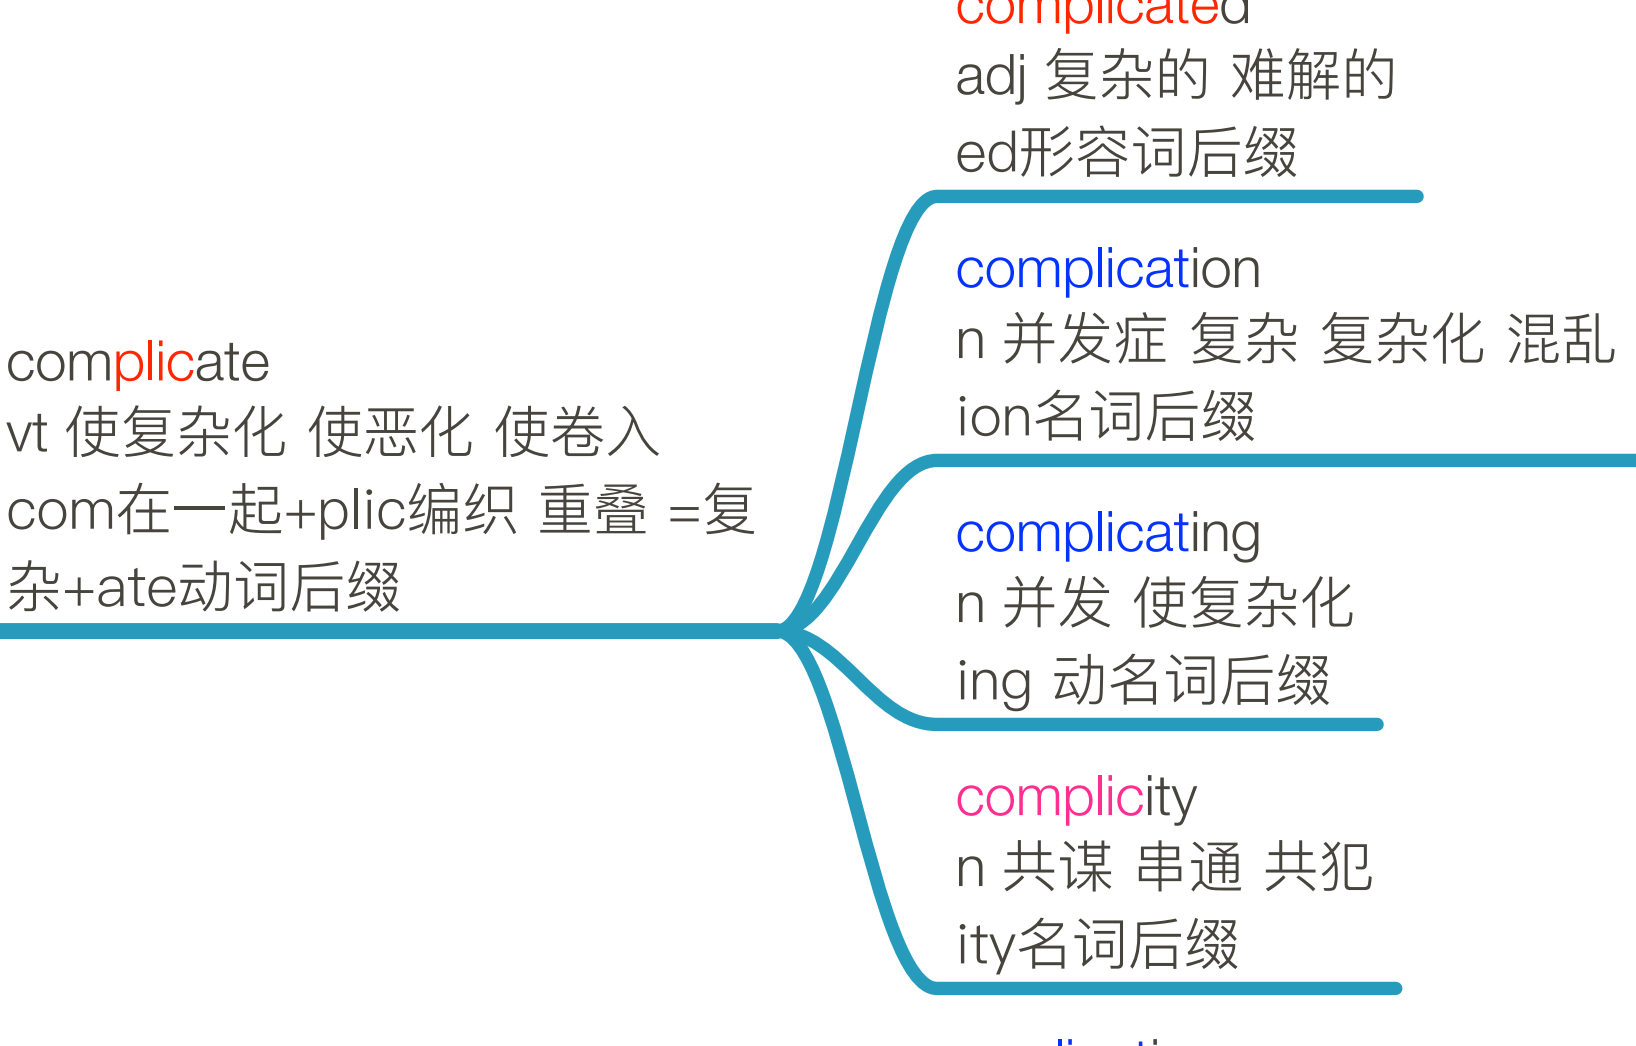 complicated
adj 复杂的 难解的
ed形容词后缀
complication
n 并发症 复杂 复杂化 混乱
ion名词后缀
complicate
vt 使复杂化 使恶化 使卷入
com在一起+plic编织 重叠 =复
杂+ate动词后缀
complicating
n 并发 使复杂化
ing 动名词后缀
complicity
n 共谋 串通 共犯
ity名词后缀